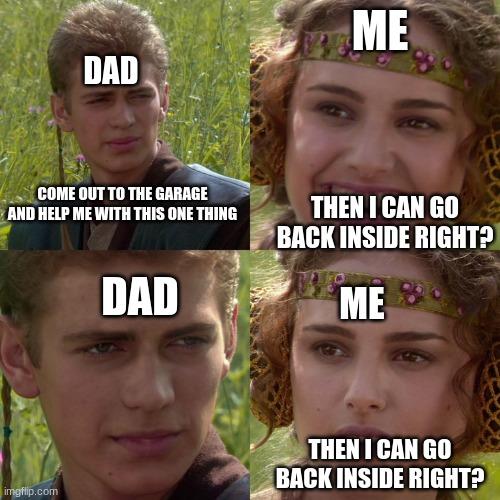 DAD
COME OUT TO THE GARAGE
AND HELP ME WITH THIS ONE THING
ME
THEN I CAN GO
BACK INSIDE RIGHT?
DAD
ME
THEN I CAN GO
BACK INSIDE RIGHT?
imgflip.com